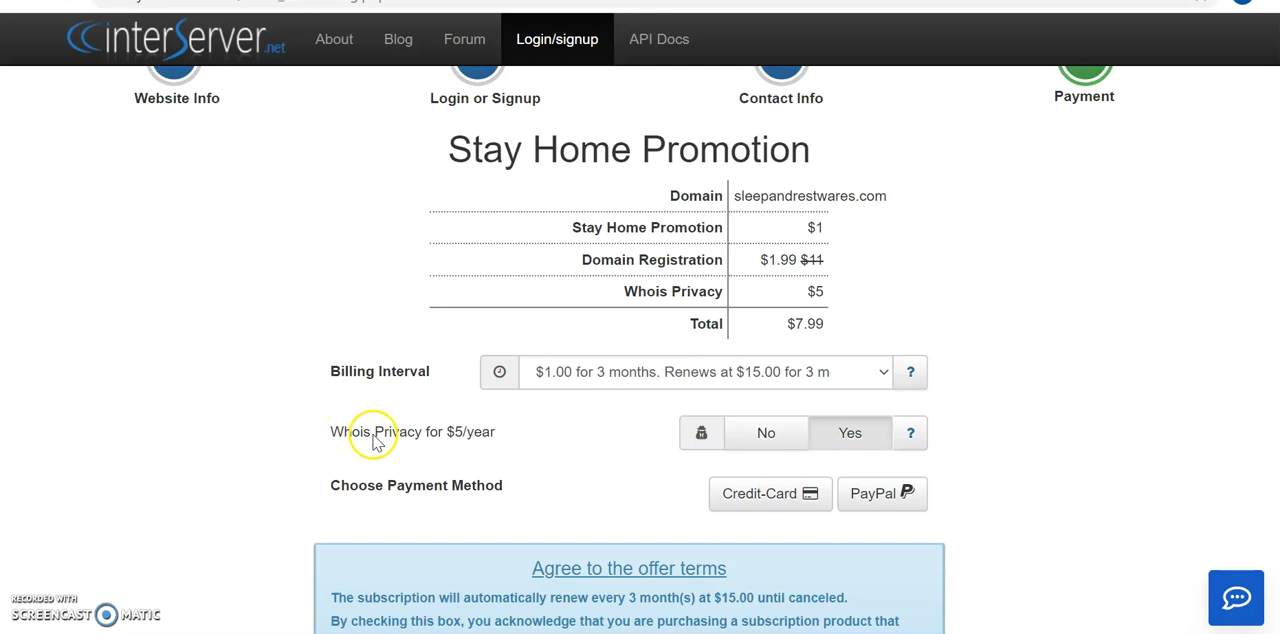 interServer.net About Blog Forum Login/signup API Docs
Website Info Login or Signup Contact Info Payment
Stay Home Promotion
Domain sleepandrestwares.com
Stay Home Promotion $1
Domain Registration $1.99 $11
Whois Privacy $5
Total $7.99
Billing Interval $1.00 for 3 months. Renews at $15.00 for 3 m ?
Whois Privacy for $5/year No Yes ?
Choose Payment Method Credit-Card PayPal
Agree to the offer terms
The subscription will automatically renew every 3 month(s) at $15.00 until canceled.
By checking this box, you acknowledge that you are purchasing a subscription product that
RECORDED WITH
SCREENCAST MATIC